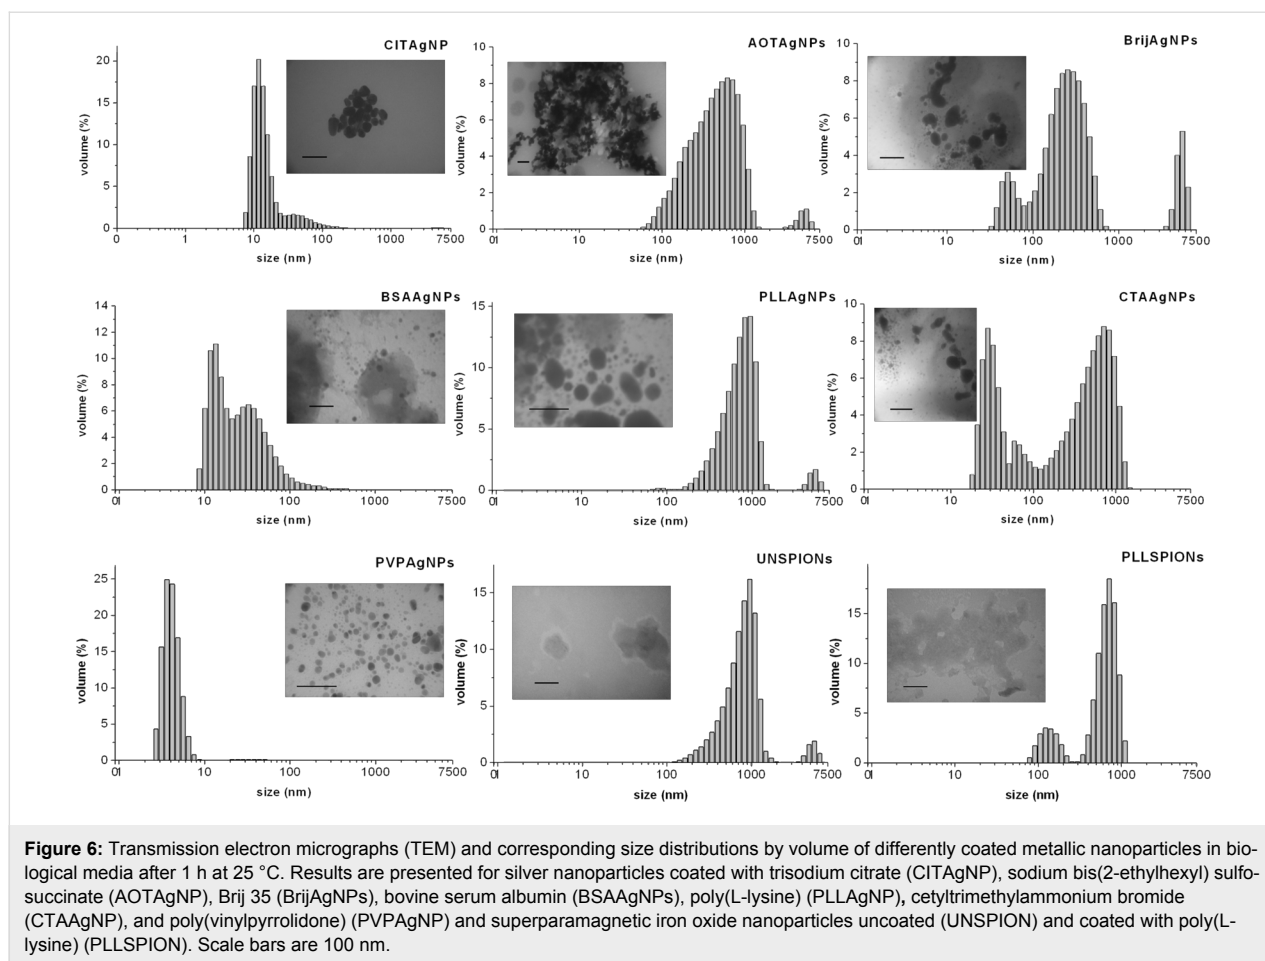 CITAgNP
20
15
10
5
0
volume (%)
0 1 10 100 1000 7500
size (nm)
AOTAgNPs
10
8
6
4
2
0
volume (%)
01 10 100 1000 7500
size (nm)
BrijAgNPs
10
8
6
4
2
0
volume (%)
01 10 100 1000 7500
size (nm)
BSAAgNPs
14
12
10
8
6
4
2
0
volume (%)
01 10 100 1000 7500
size (nm)
PLLAgNPs
15
10
5
0
volume (%)
01 10 100 1000 7500
size (nm)
CTAAgNPs
10
8
6
4
2
0
volume (%)
01 10 100 1000 7500
size (nm)
PVPAgNPs
25
20
15
10
5
0
volume (%)
01 10 100 1000 7500
size (nm)
UNSPIONs
15
10
5
0
volume (%)
01 10 100 1000 7500
size (nm)
PLLSPIONs
15
10
5
0
volume (%)
01 10 100 1000
size (nm)
Figure 6: Transmission electron micrographs (TEM) and corresponding size distributions by volume of differently coated metallic nanoparticles in bio-
logical media after 1 h at 25 °C. Results are presented for silver nanoparticles coated with trisodium citrate (CITAgNP), sodium bis(2-ethylhexyl) sulfo-
succinate (AOTAgNP), Brij 35 (BrijAgNPs), bovine serum albumin (BSAAgNPs), poly(L-lysine) (PLLAgNP), cetyltrimethylammonium bromide
(CTAAgNP), and poly(vinylpyrrolidone) (PVPAgNP) and superparamagnetic iron oxide nanoparticles uncoated (UNSPION) and coated with poly(L-
lysine) (PLLSPION). Scale bars are 100 nm.